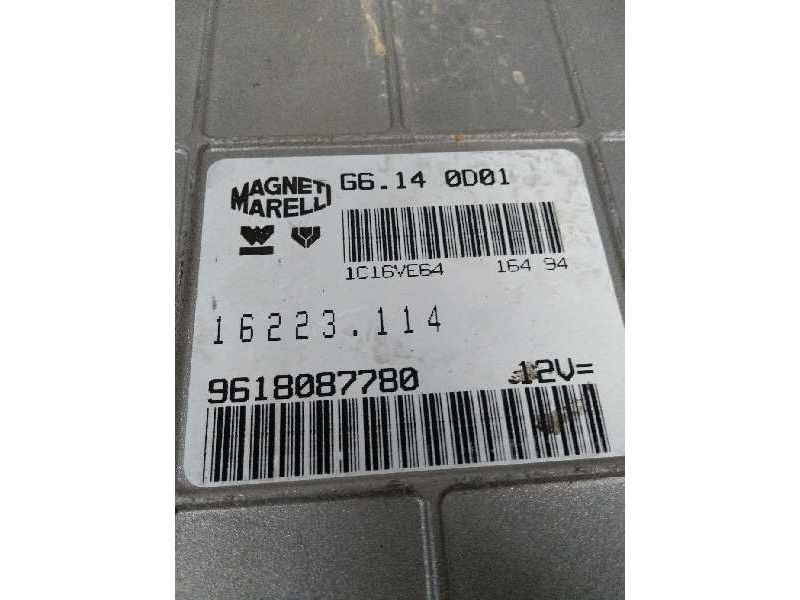 MAGNETI
MARELLI
G6.14 0D01
1C16VE64 164 94
16223.114
9618087780 12V=